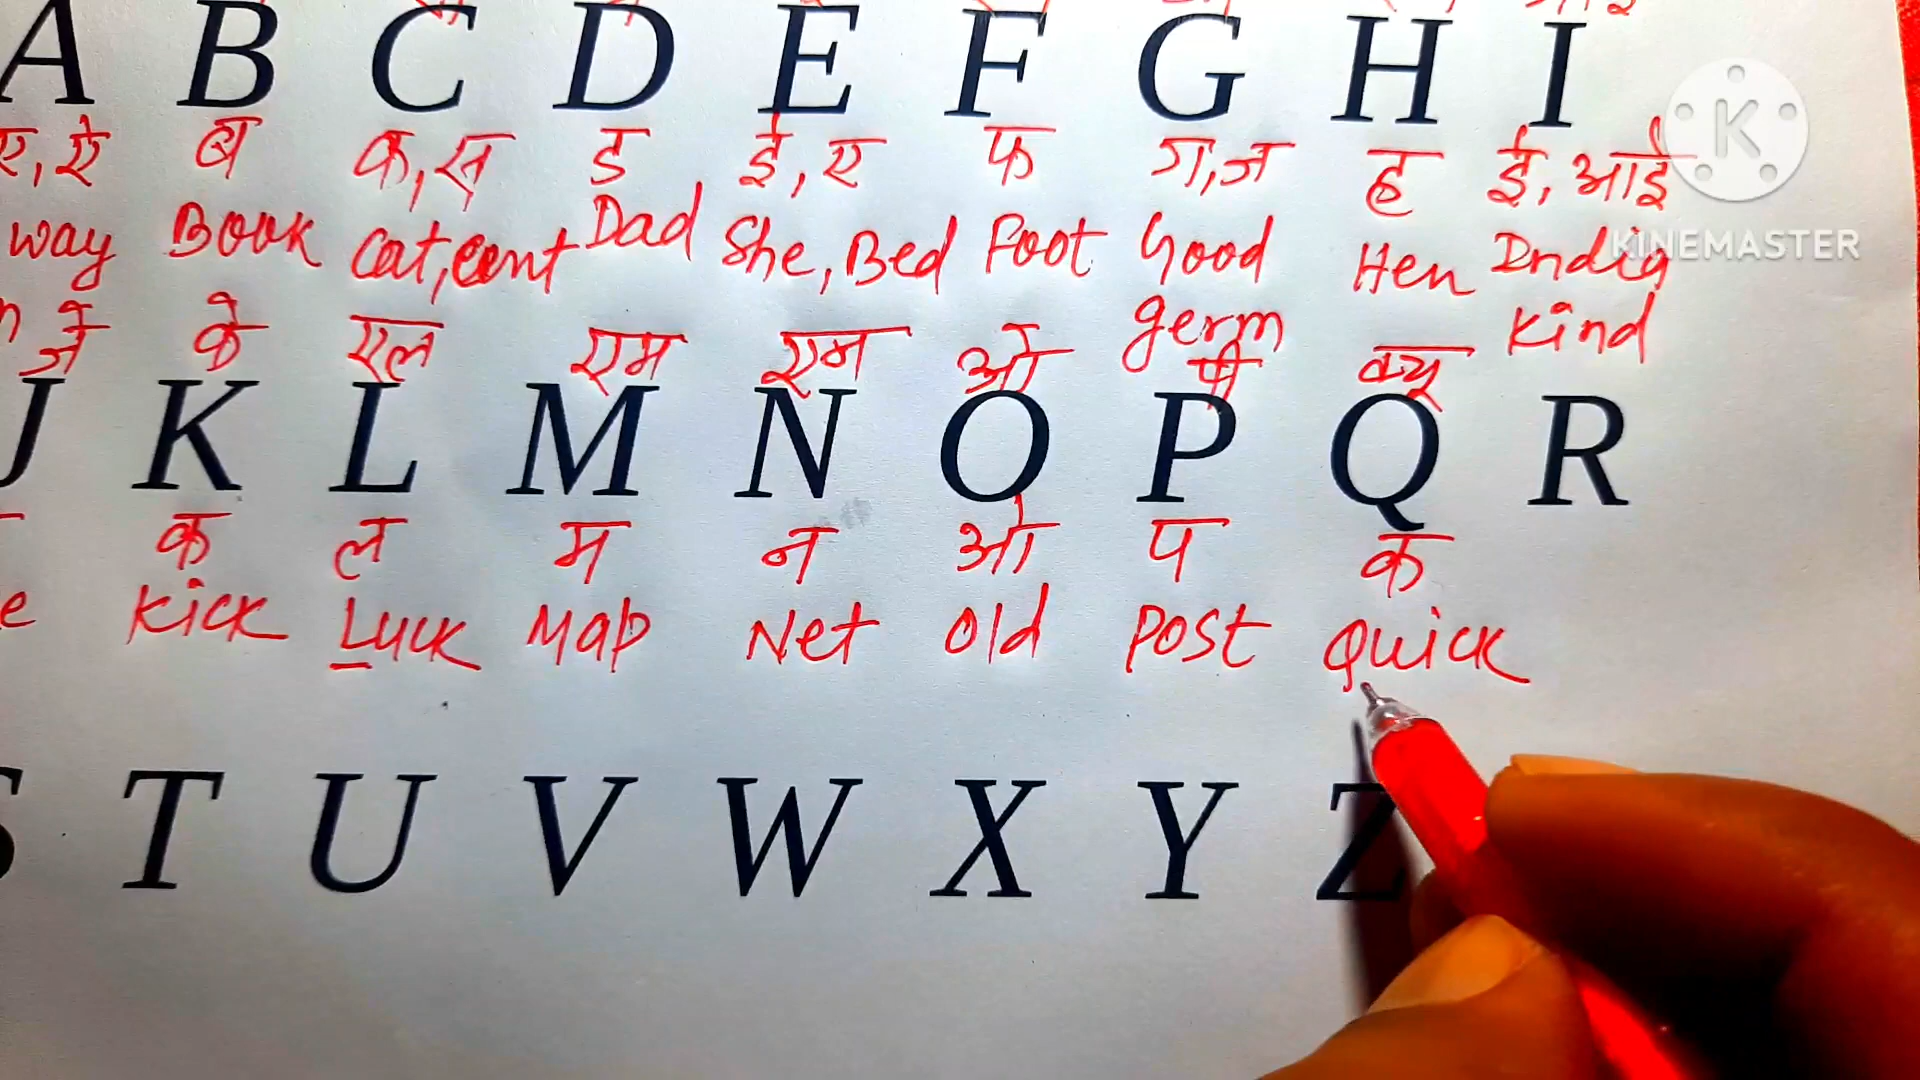 A B C D E F G H I
ए, ऐ ब क, स ड ई, ए फ ग, ज ह ई, आई
way Book Cat, Cent Dad She, Bed Foot Good Hen India
germ Kind
जे के एल एम एन ओ पी क्यू
J K L M N O P Q R
क ल म न ओ प क
e Kick Luck Map Net Old Post Quick
S T U V W X Y Z
K
KINEMASTER